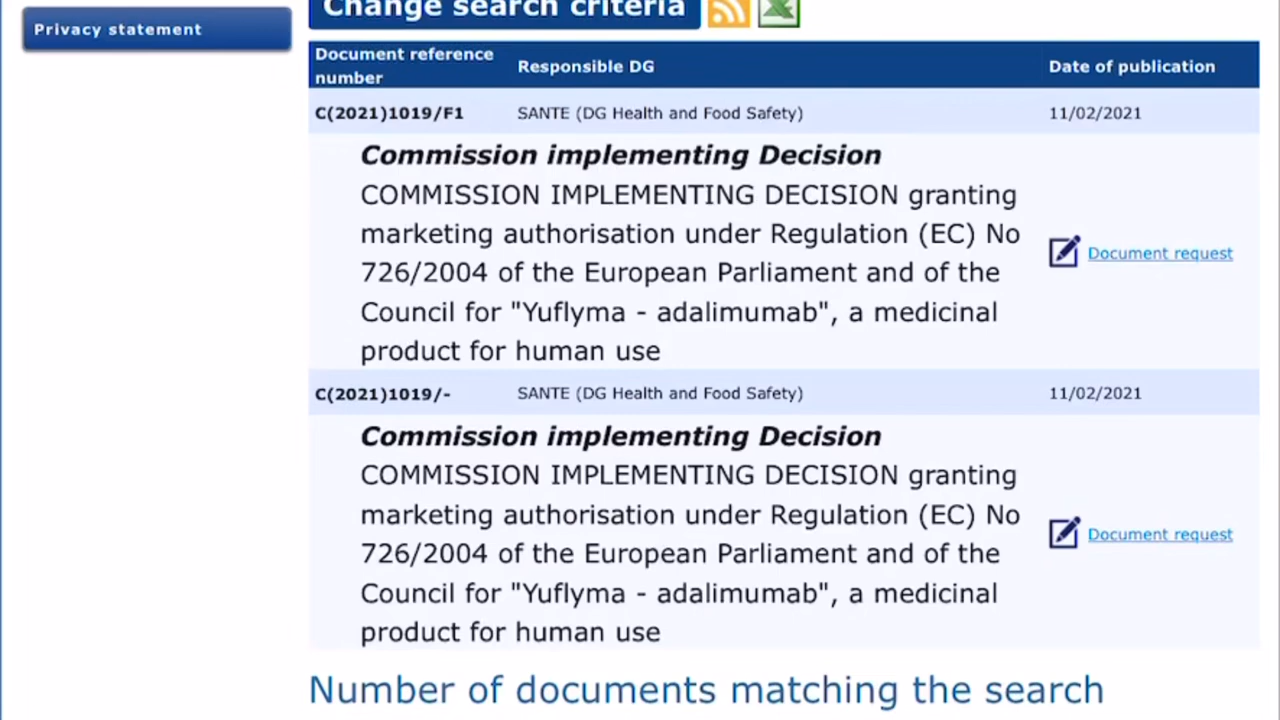 Change search criteria
Privacy statement
Document reference number
Responsible DG
Date of publication
C(2021)1019/F1 SANTE (DG Health and Food Safety) 11/02/2021
Commission implementing Decision
COMMISSION IMPLEMENTING DECISION granting
marketing authorisation under Regulation (EC) No
726/2004 of the European Parliament and of the
Council for "Yuflyma - adalimumab", a medicinal
product for human use
Document request
C(2021)1019/- SANTE (DG Health and Food Safety) 11/02/2021
Commission implementing Decision
COMMISSION IMPLEMENTING DECISION granting
marketing authorisation under Regulation (EC) No
726/2004 of the European Parliament and of the
Council for "Yuflyma - adalimumab", a medicinal
product for human use
Document request
Number of documents matching the search